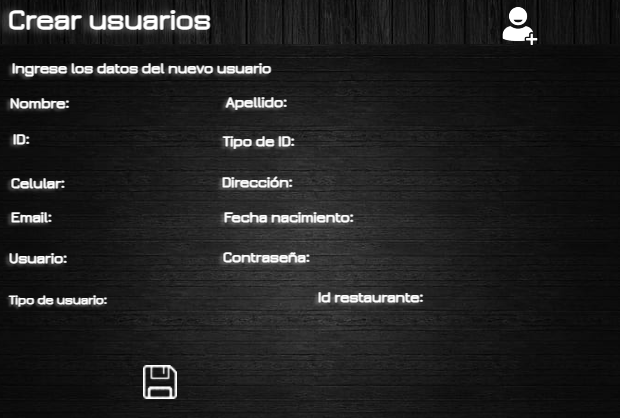 Crear usuarios
Ingrese los datos del nuevo usuario
Nombre: Apellido:
ID: Tipo de ID:
Celular: Dirección:
Email: Fecha nacimiento:
Usuario: Contraseña:
Tipo de usuario: Id restaurante: